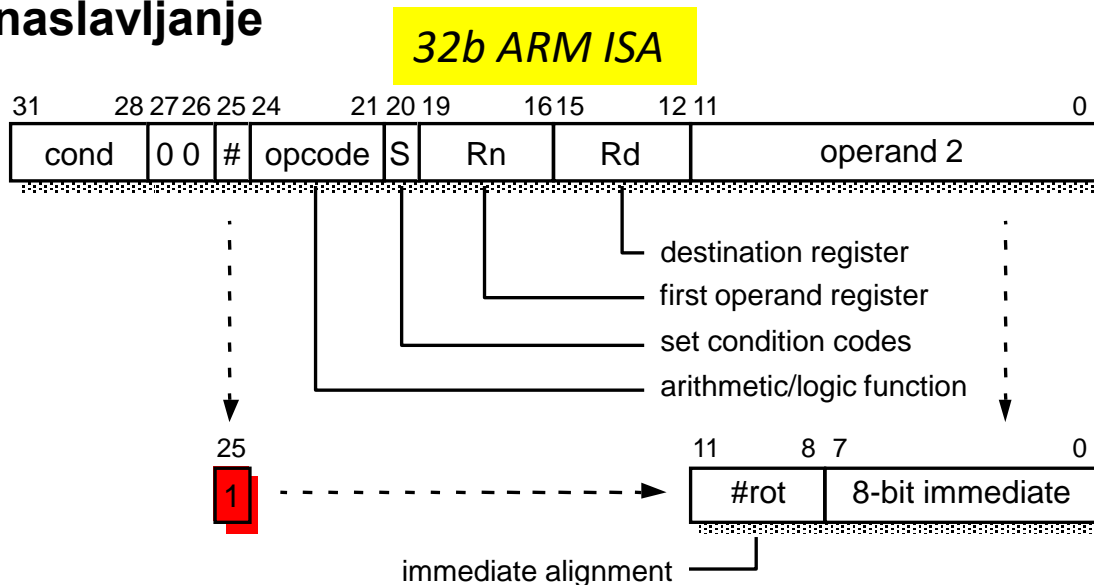 naslavljanje
32b ARM ISA
31 28 27 26 25 24 21 20 19 16 15 12 11 0
cond 0 0 # opcode S Rn Rd operand 2
destination register
first operand register
set condition codes
arithmetic/logic function
25 11 8 7 0
1 #rot 8-bit immediate
immediate alignment